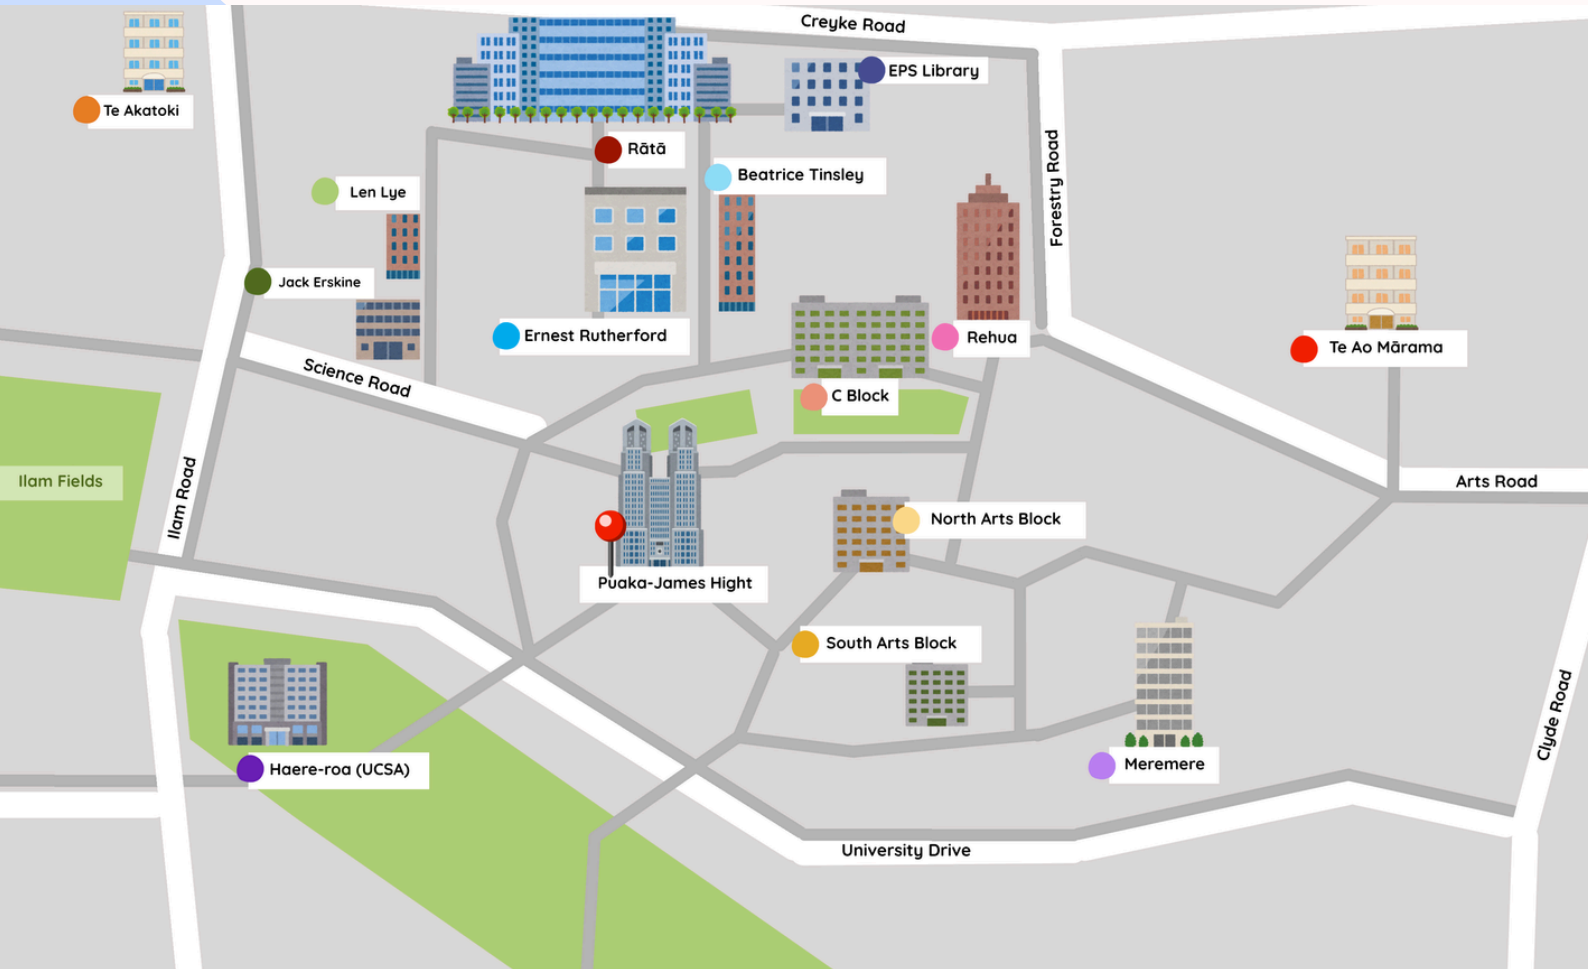 Creyke Road
EPS Library
Te Akatoki
Rātā
Beatrice Tinsley
Len Lye
Forestry Road
Jack Erskine
Ernest Rutherford
Rehua
Te Ao Mārama
Science Road
C Block
Ilam Fields
Arts Road
Ilam Road
North Arts Block
Puaka-James Hight
South Arts Block
Clyde Road
Haere-roa (UCSA)
Meremere
University Drive